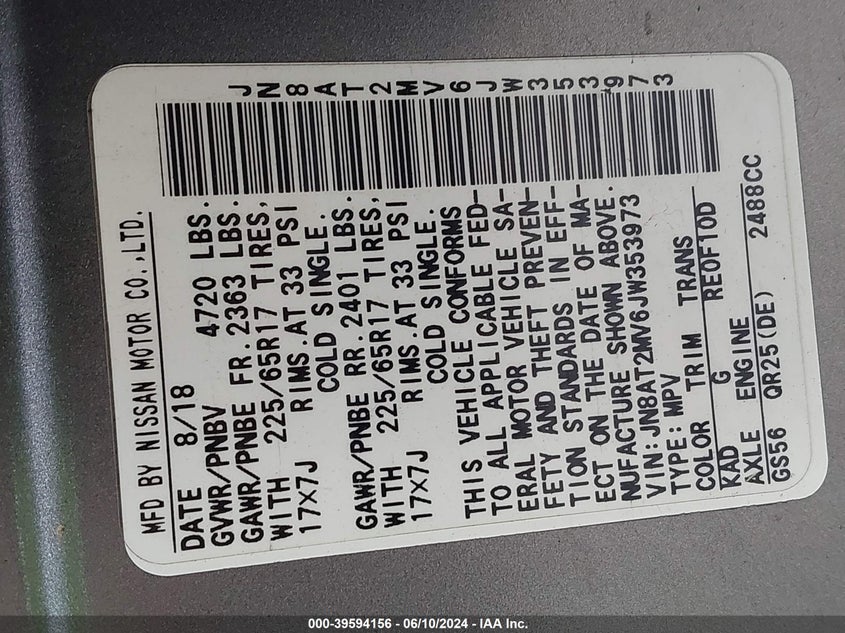 MFD BY NISSAN MOTOR CO.,LTD.
DATE 8/18
GVWR/PNBV 4720 LBS.
GAWR/PNBE FR.2363 LBS.
WITH 225/65R17 TIRES,
17X7J RIMS.AT 33 PSI
COLD SINGLE.
GAWR/PNBE RR.2401 LBS.
WITH 225/65R17 TIRES,
17X7J RIMS.AT 33 PSI
COLD SINGLE.
THIS VEHICLE CONFORMS
TO ALL APPLICABLE FED-
ERAL MOTOR VEHICLE SA-
FETY AND THEFT PREVEN-
TION STANDARDS IN EFF-
ECT ON THE DATE OF MA-
NUFACTURE SHOWN ABOVE.
VIN:JN8AT2MV6JW353973
TYPE:MPV
COLOR TRIM TRANS
KAD G RE0F10D
AXLE ENGINE
GS56 QR25(DE) 2488CC
JN8AT2MV6JW353973
000-39594156 - 06/10/2024 - IAA Inc.